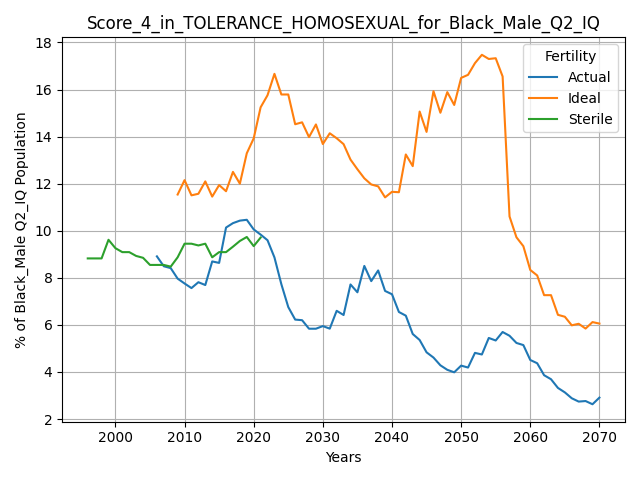 Score_4_in_TOLERANCE_HOMOSEXUAL_for_Black_Male_Q2_IQ
% of Black_Male Q2_IQ Population
18
16
14
12
10
8
6
4
2
Fertility
Actual
Ideal
Sterile
2000 2010 2020 2030 2040 2050 2060 2070
Years